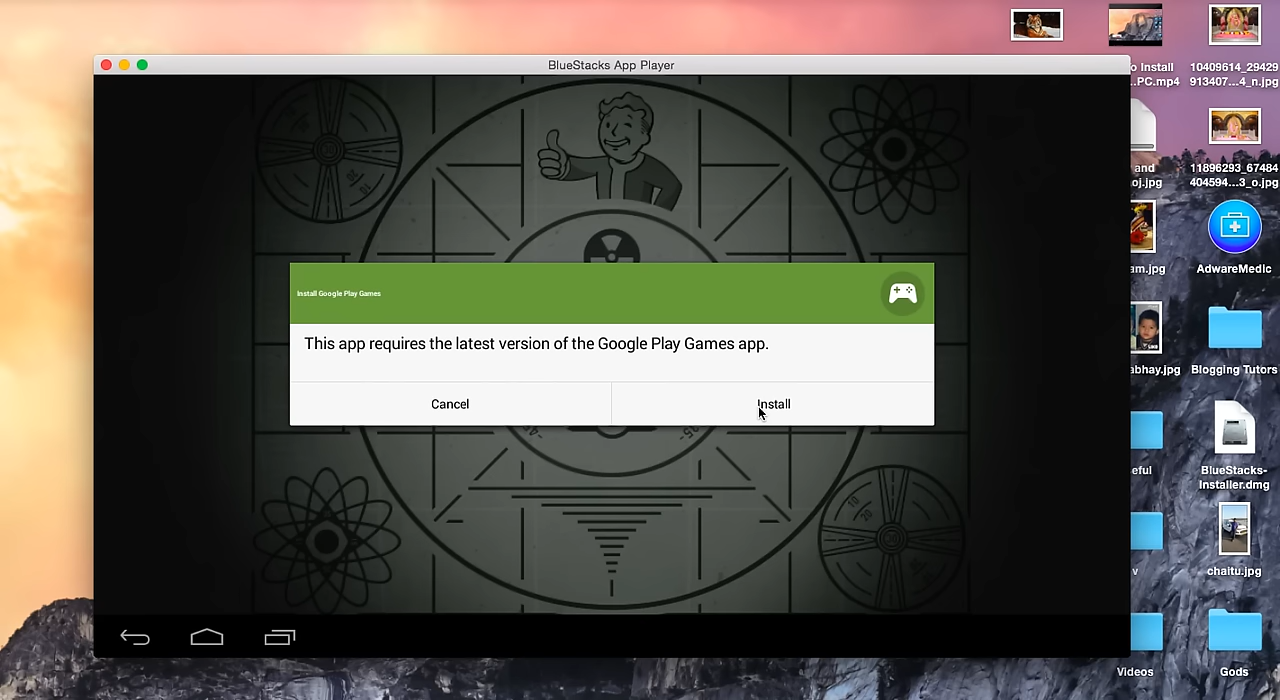 BlueStacks App Player
Install Google Play Games
This app requires the latest version of the Google Play Games app.
Cancel
Install
o Install
..PC.mp4
10409614_29429
913407...4_n.jpg
and
oj.jpg
11896293_67484
404594...3_o.jpg
am.jpg
AdwareMedic
abhay.jpg
Blogging Tutors
eful
BlueStacks-
Installer.dmg
v
chaitu.jpg
Videos
Gods